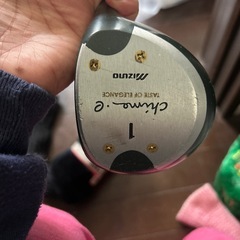 MIZUNO
chime·e
TASTE OF ELEGANCE
1